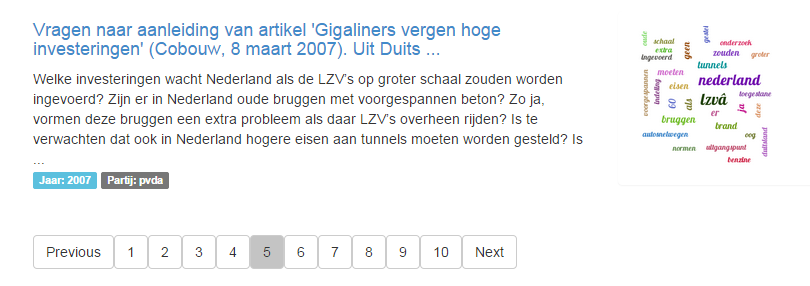 Vragen naar aanleiding van artikel 'Gigaliners vergen hoge
investeringen' (Cobouw, 8 maart 2007). Uit Duits ...
Welke investeringen wacht Nederland als de LZV's op groter schaal zouden worden
ingevoerd? Zijn er in Nederland oude bruggen met voorgespannen beton? Zo ja,
vormen deze bruggen een extra probleem als daar LZV's overheen rijden? Is te
verwachten dat ook in Nederland hogere eisen aan tunnels moeten worden gesteld? Is
...
Jaar: 2007 Partij: pvda
oude
schaal
extra
ingevoerd
geen
gestel
onderzoek
zouden
groter
tunnels
voorgespannen
indeling
moeten
eisen
nederland
60
als
lzvâ
toegestane
ja
deze
bruggen
er
brand
autosnelwegen
oog
duitsland
normen
uitgangspunt
benzine
Previous 1 2 3 4 5 6 7 8 9 10 Next